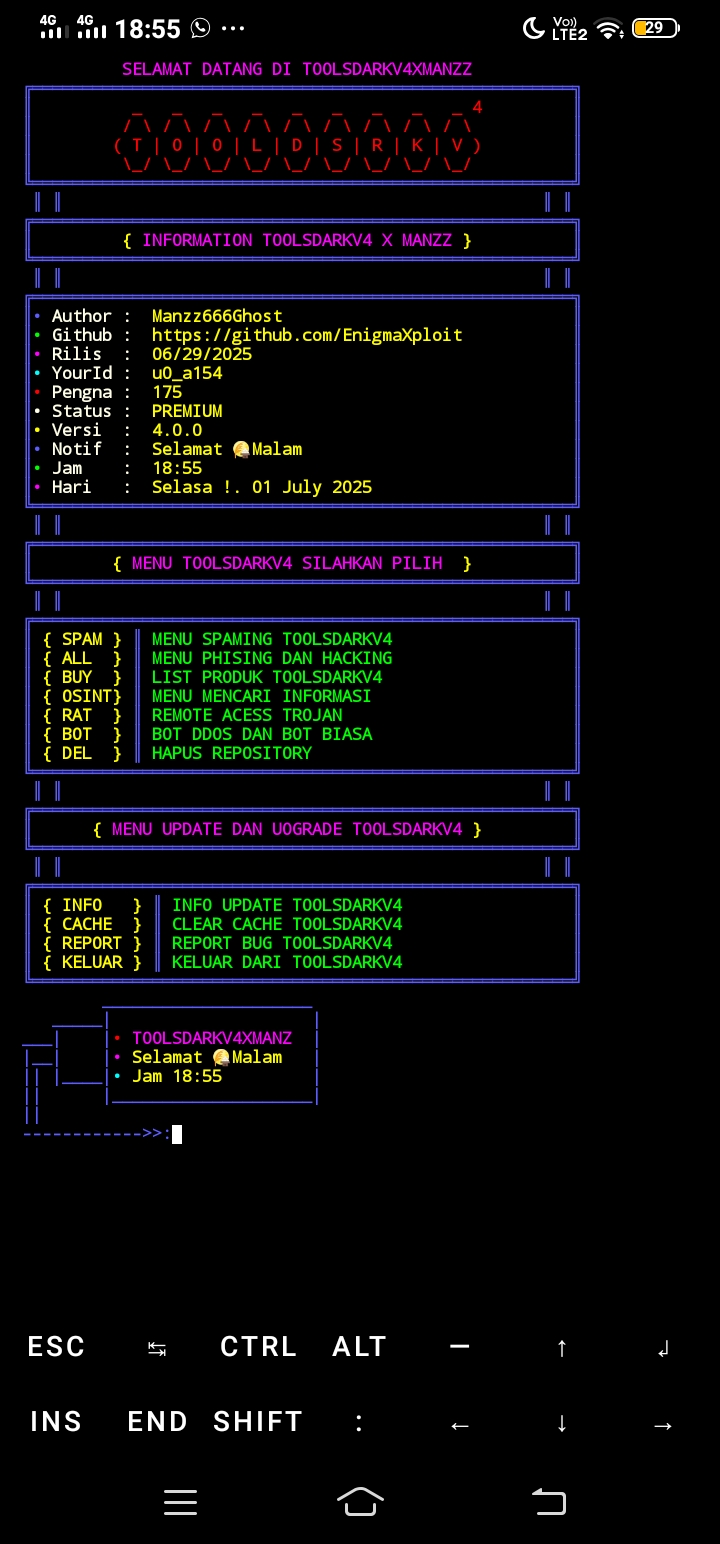 4G 4G 18:55 ... Vo)) LTE2 29
SELAMAT DATANG DI TOOLSDARKV4XMANZZ
4
( T | O | O | L | D | S | R | K | V )
{ INFORMATION TOOLSDARKV4 X MANZZ }
• Author : Manzz666Ghost
• Github : https://github.com/EnigmaXploit
• Rilis : 06/29/2025
• YourId : u0_a154
• Pengna : 175
• Status : PREMIUM
• Versi : 4.0.0
• Notif : Selamat Malam
• Jam : 18:55
• Hari : Selasa !. 01 July 2025
{ MENU TOOLSDARKV4 SILAHKAN PILIH }
{ SPAM } ║ MENU SPAMING TOOLSDARKV4
{ ALL } ║ MENU PHISING DAN HACKING
{ BUY } ║ LIST PRODUK TOOLSDARKV4
{ OSINT} ║ MENU MENCARI INFORMASI
{ RAT } ║ REMOTE ACESS TROJAN
{ BOT } ║ BOT DDOS DAN BOT BIASA
{ DEL } ║ HAPUS REPOSITORY
{ MENU UPDATE DAN UOGRADE TOOLSDARKV4 }
{ INFO } ║ INFO UPDATE TOOLSDARKV4
{ CACHE } ║ CLEAR CACHE TOOLSDARKV4
{ REPORT } ║ REPORT BUG TOOLSDARKV4
{ KELUAR } ║ KELUAR DARI TOOLSDARKV4
• TOOLSDARKV4XMANZ
• Selamat Malam
• Jam 18:55
------------>>:
ESC ↹ CTRL ALT — ↑ ↲
INS END SHIFT : ← ↓ →